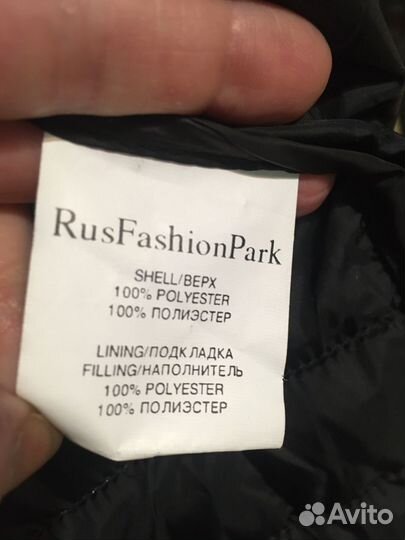 RusFashionPark
SHELL/ВЕРХ
100% POLYESTER
100% ПОЛИЭСТЕР
LINING/ПОДКЛАДКА
FILLING/НАПОЛНИТЕЛЬ
100% POLYESTER
100% ПОЛИЭСТЕР
Avito